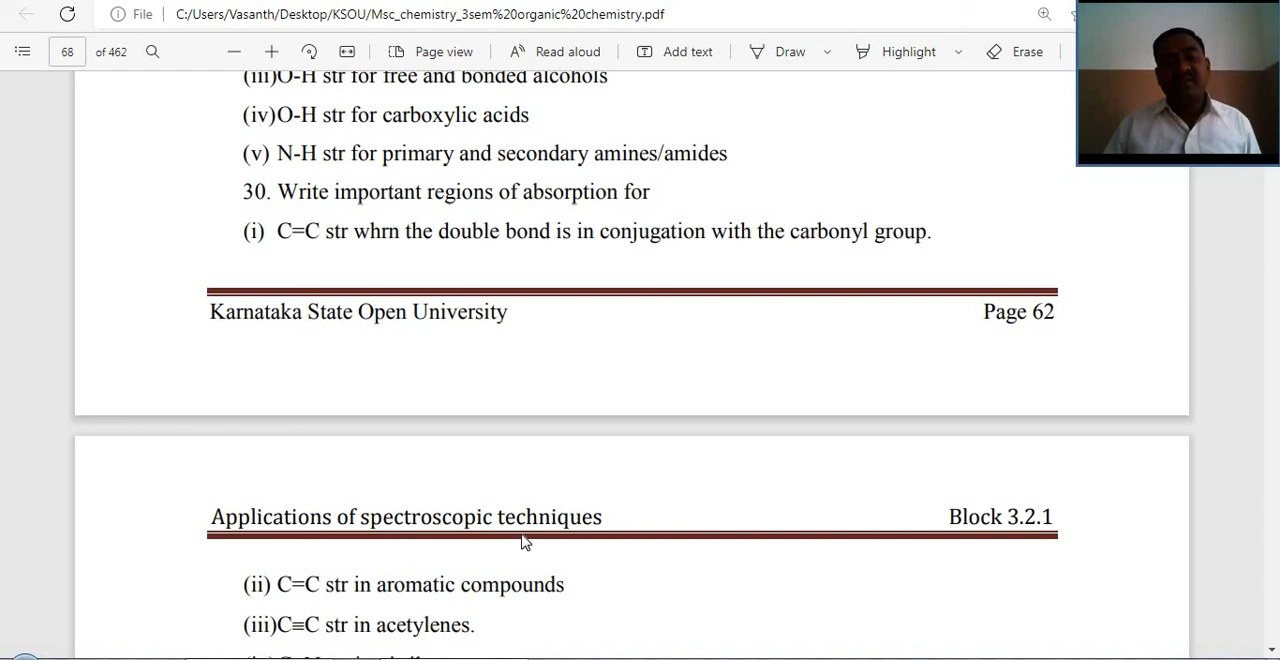 File C:/Users/Vasanth/Desktop/KSOU/Msc_chemistry_3sem%20organic%20chemistry.pdf
68 of 462 Page view Read aloud Add text Draw Highlight Erase
(iii)O-H str for free and bonded alcohols
(iv)O-H str for carboxylic acids
(v) N-H str for primary and secondary amines/amides
30. Write important regions of absorption for
(i) C=C str whrn the double bond is in conjugation with the carbonyl group.
Karnataka State Open University Page 62
Applications of spectroscopic techniques Block 3.2.1
(ii) C=C str in aromatic compounds
(iii)C≡C str in acetylenes.